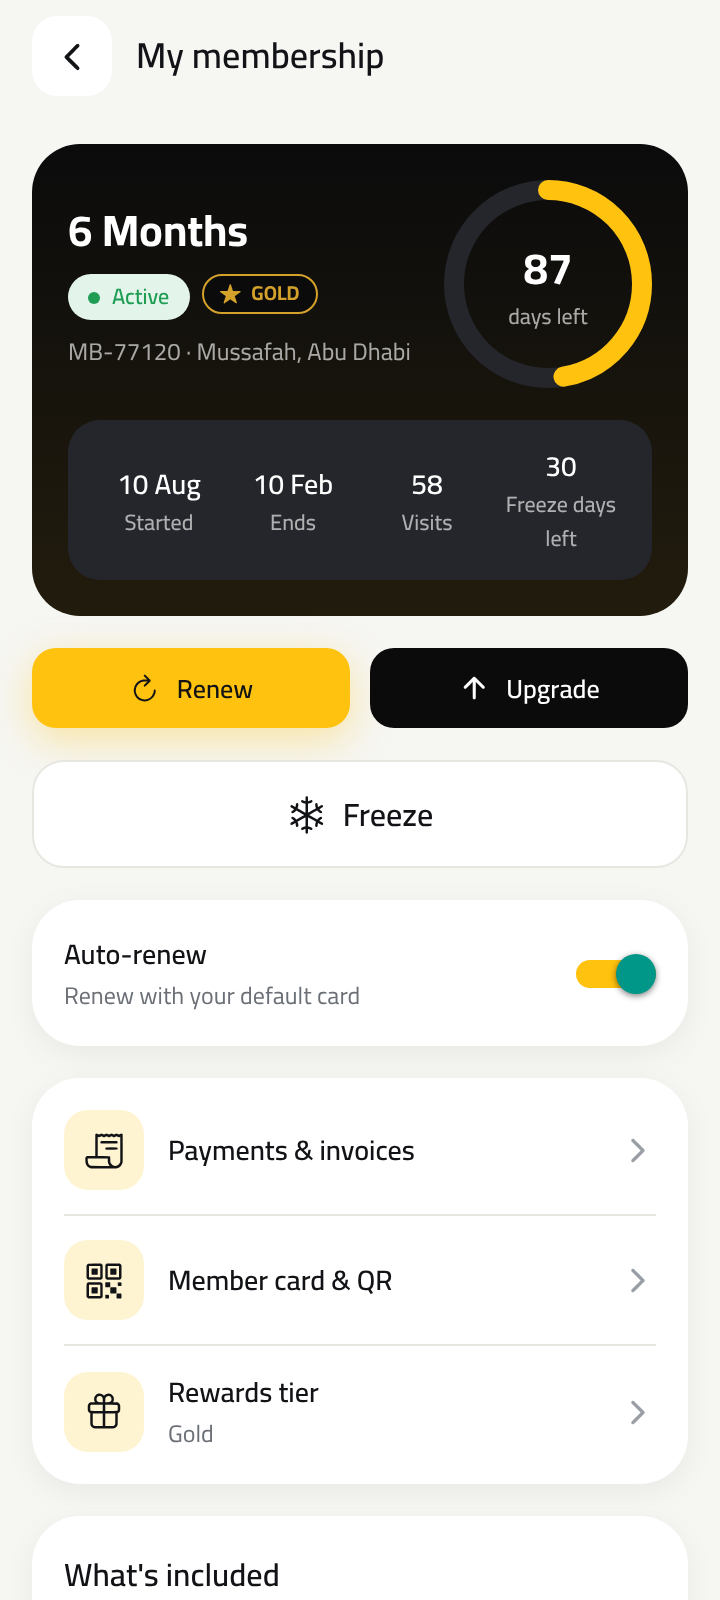 My membership
6 Months
Active
GOLD
MB-77120 · Mussafah, Abu Dhabi
87
days left
10 Aug
Started
10 Feb
Ends
58
Visits
30
Freeze days
left
Renew
Upgrade
Freeze
Auto-renew
Renew with your default card
Payments & invoices
Member card & QR
Rewards tier
Gold
What's included